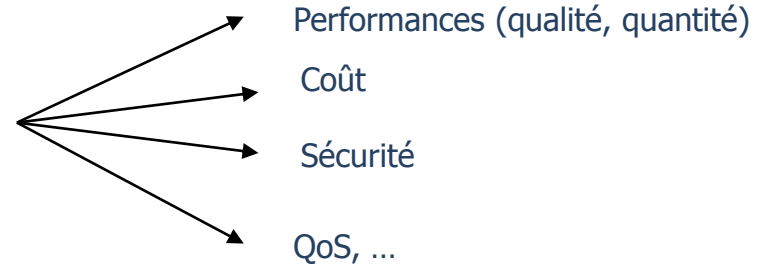 Performances (qualité, quantité)
Coût
Sécurité
QoS, …